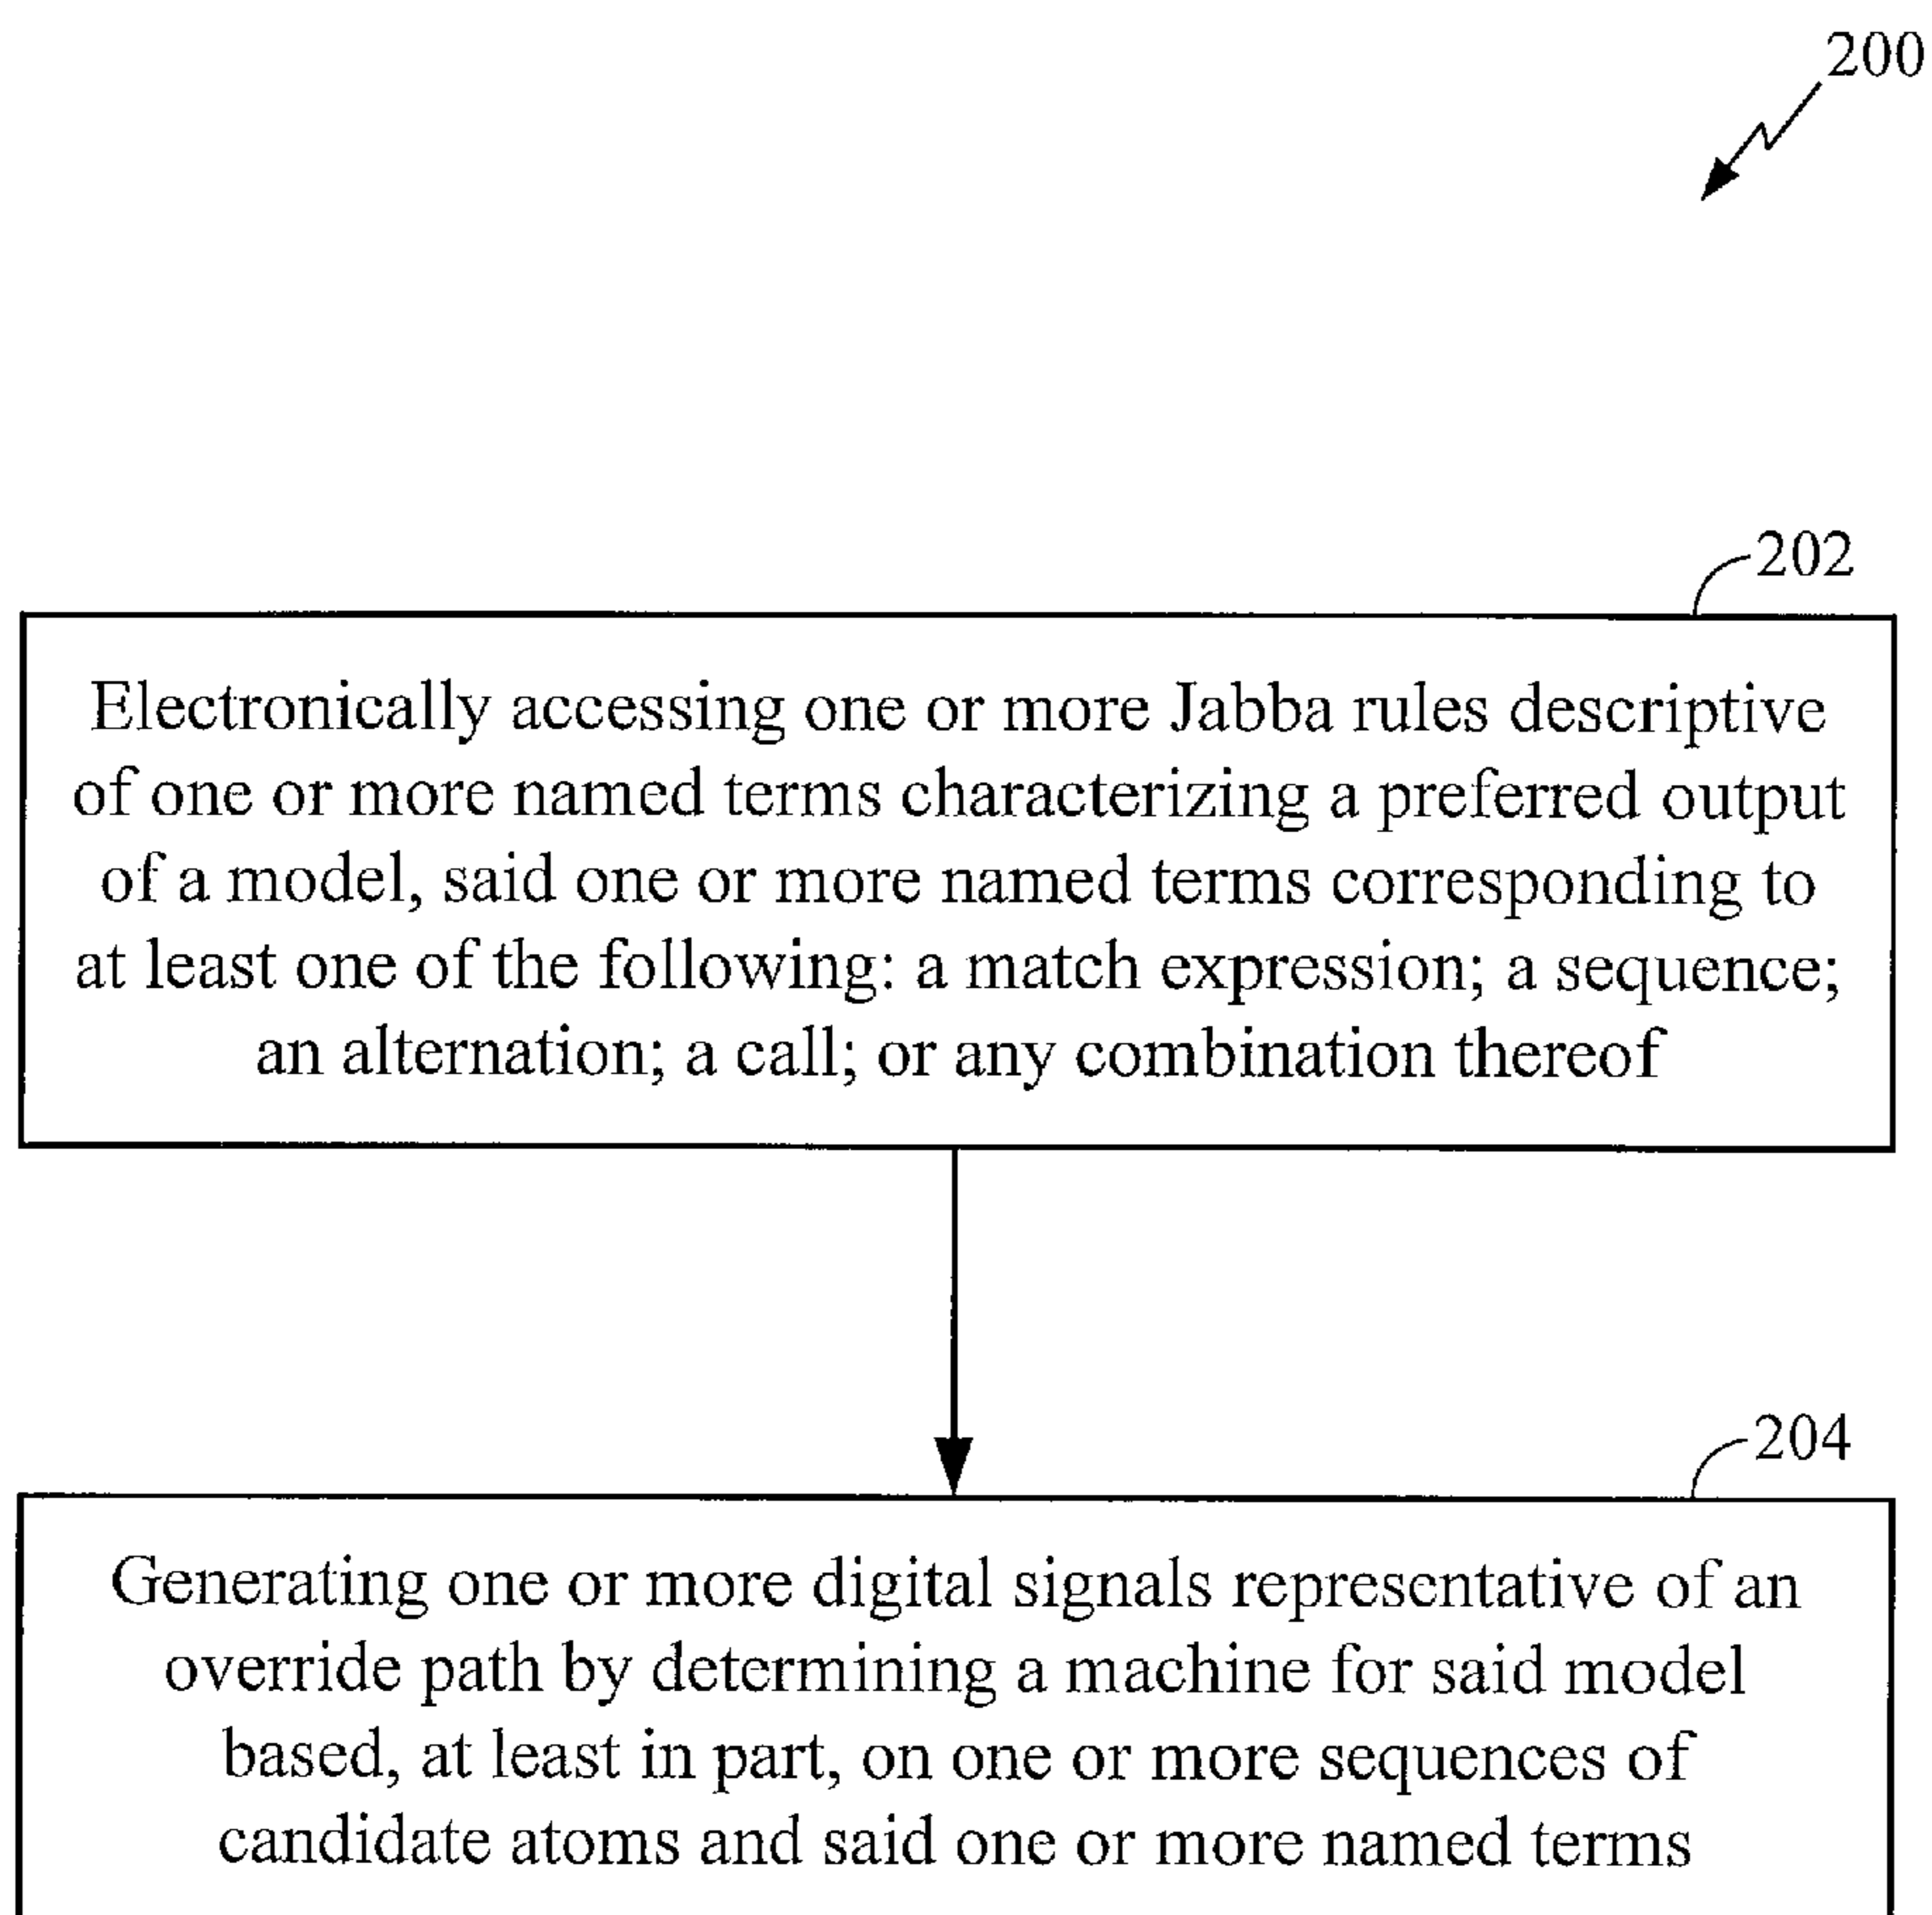 200
202
Electronically accessing one or more Jabba rules descriptive
of one or more named terms characterizing a preferred output
of a model, said one or more named terms corresponding to
at least one of the following: a match expression; a sequence;
an alternation; a call; or any combination thereof
204
Generating one or more digital signals representative of an
override path by determining a machine for said model
based, at least in part, on one or more sequences of
candidate atoms and said one or more named terms